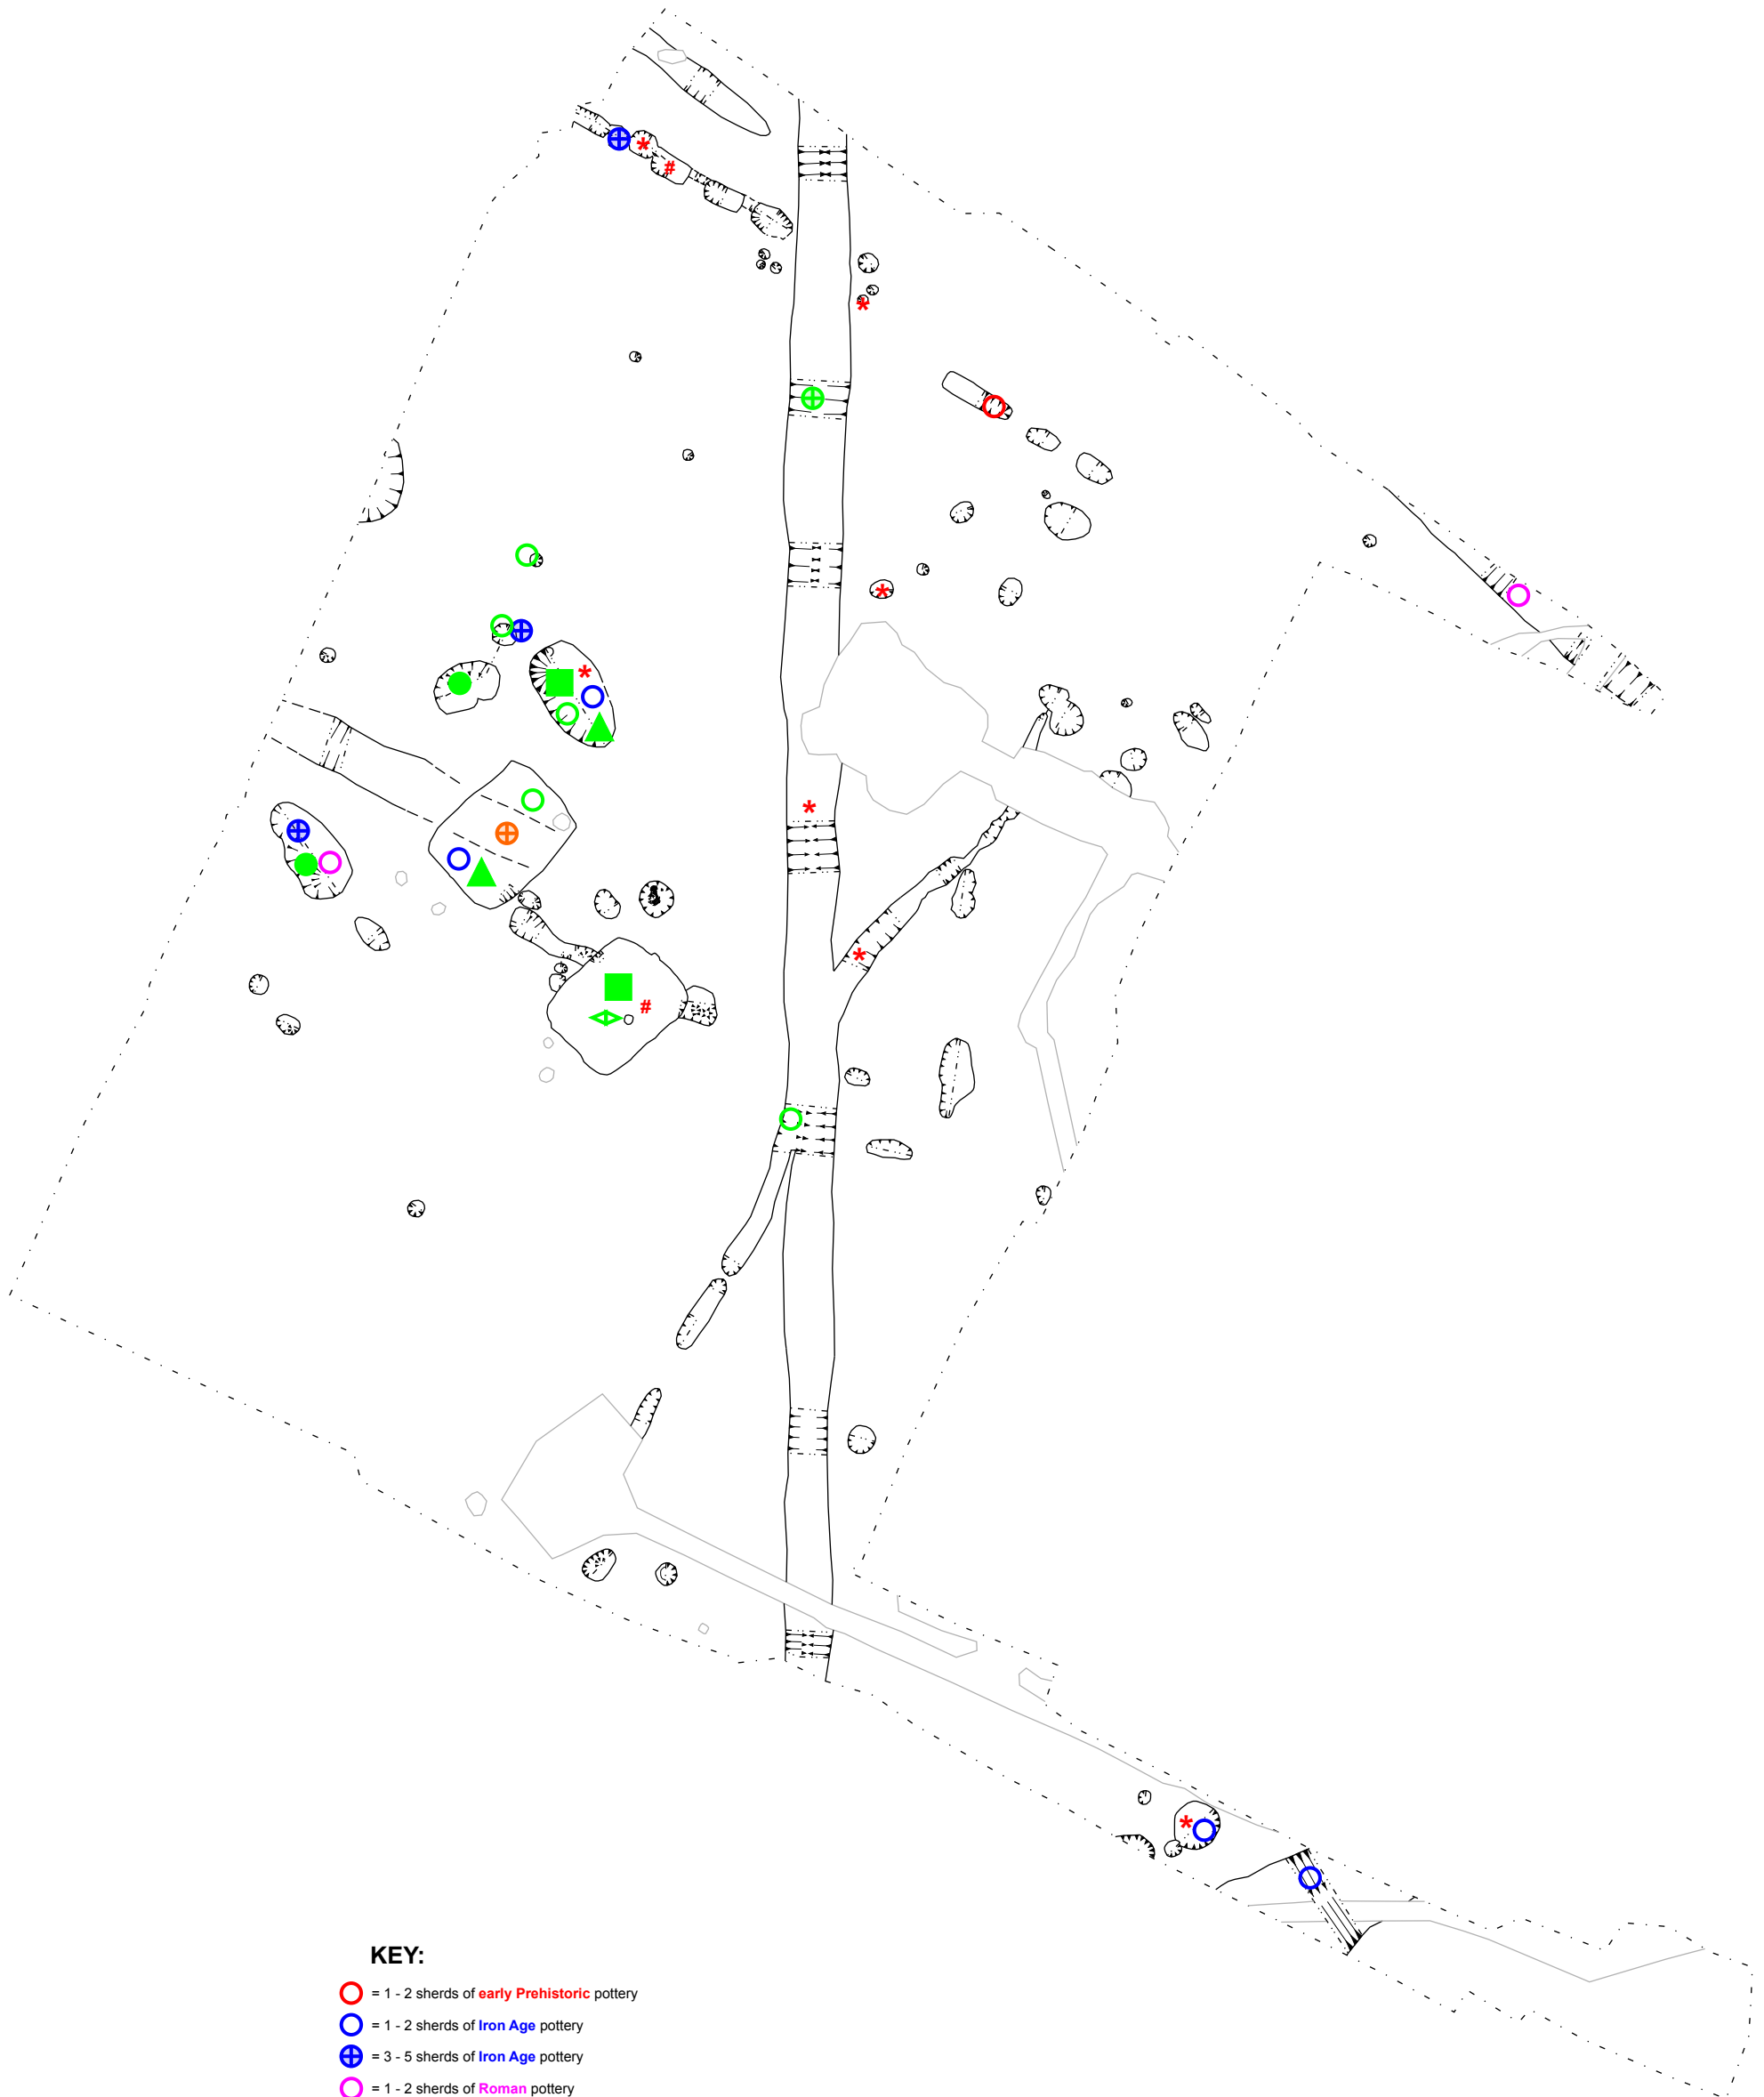 KEY:
= 1 - 2 sherds of early Prehistoric pottery
= 1 - 2 sherds of Iron Age pottery
= 3 - 5 sherds of Iron Age pottery
= 1 - 2 sherds of Roman pottery